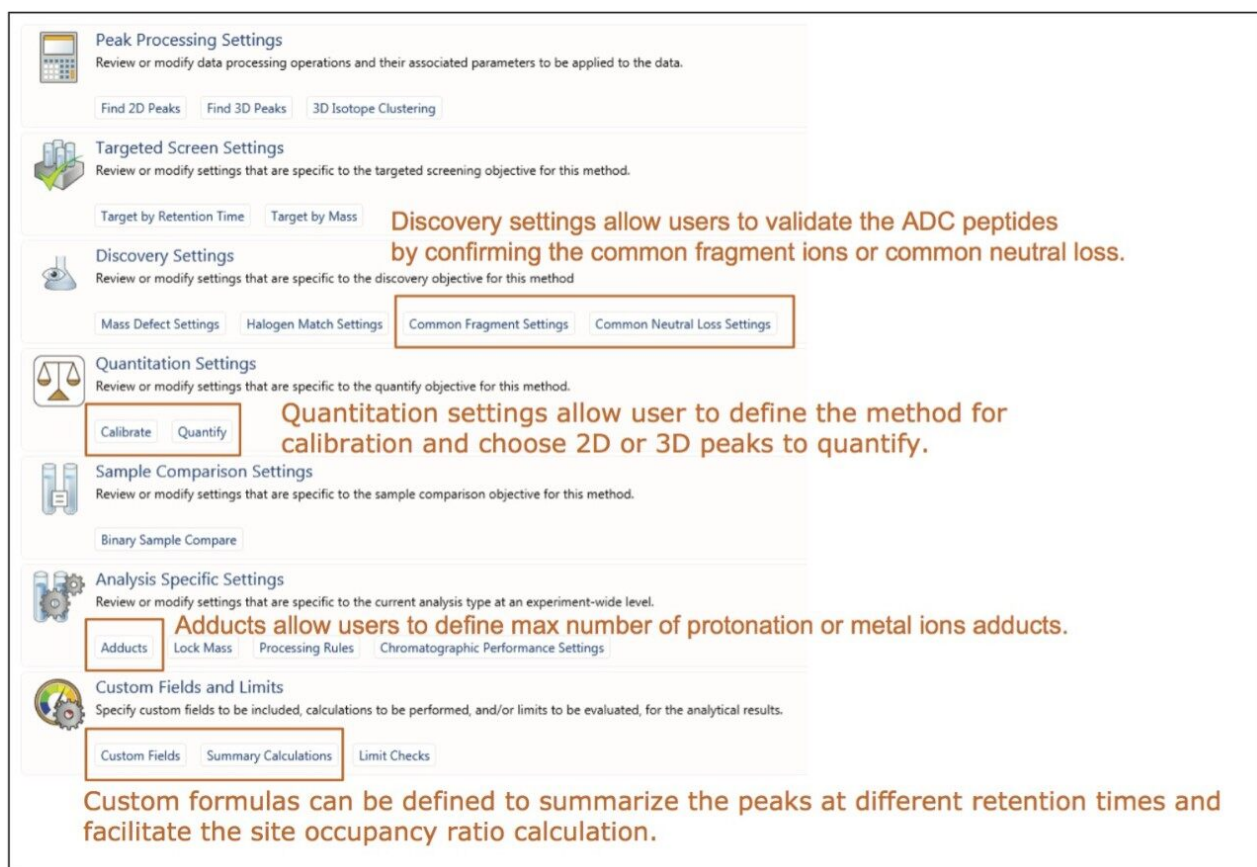 Peak Processing Settings
Review or modify data processing operations and their associated parameters to be applied to the data.
Find 2D Peaks Find 3D Peaks 3D Isotope Clustering
Targeted Screen Settings
Review or modify settings that are specific to the targeted screening objective for this method.
Target by Retention Time Target by Mass
Discovery settings allow users to validate the ADC peptides
by confirming the common fragment ions or common neutral loss.
Discovery Settings
Review or modify settings that are specific to the discovery objective for this method
Mass Defect Settings Halogen Match Settings Common Fragment Settings Common Neutral Loss Settings
Quantitation Settings
Review or modify settings that are specific to the quantify objective for this method.
Calibrate Quantify
Quantitation settings allow user to define the method for
calibration and choose 2D or 3D peaks to quantify.
Sample Comparison Settings
Review or modify settings that are specific to the sample comparison objective for this method.
Binary Sample Compare
Analysis Specific Settings
Review or modify settings that are specific to the current analysis type at an experiment-wide level.
Adducts allow users to define max number of protonation or metal ions adducts.
Adducts Lock Mass Processing Rules Chromatographic Performance Settings
Custom Fields and Limits
Specify custom fields to be included, calculations to be performed, and/or limits to be evaluated, for the analytical results.
Custom Fields Summary Calculations Limit Checks
Custom formulas can be defined to summarize the peaks at different retention times and
facilitate the site occupancy ratio calculation.